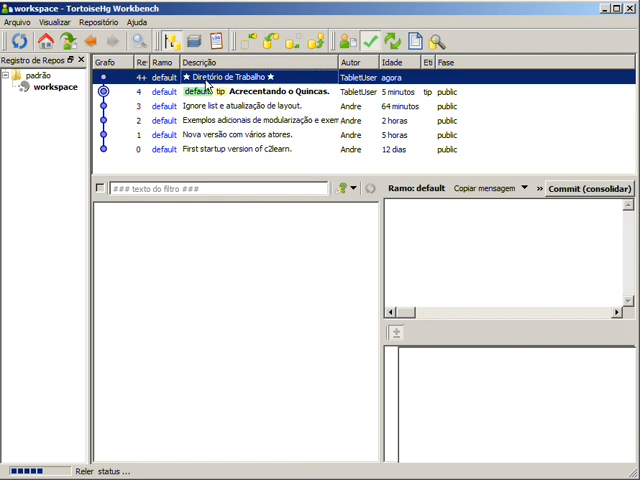 workspace - TortoiseHg Workbench
Arquivo Visualizar Repositório Ajuda
Registro de Repos
padrão
workspace
Grafo Re Ramo Descrição Autor Idade Eti Fase
4+ default ★ Diretório de Trabalho ★ TabletUser agora
4 default default tip Acrecentando o Quincas. TabletUser 5 minutos tip public
3 default Ignore list e atualização de layout. Andre 64 minutos public
2 default Exemplos adicionais de modularização e exem Andre 2 horas public
1 default Nova versão com vários atores. Andre 5 horas public
0 default First startup version of c2learn. Andre 12 dias public
### texto do filtro ###
Ramo: default Copiar mensagem » Commit (consolidar)
Reler status ...